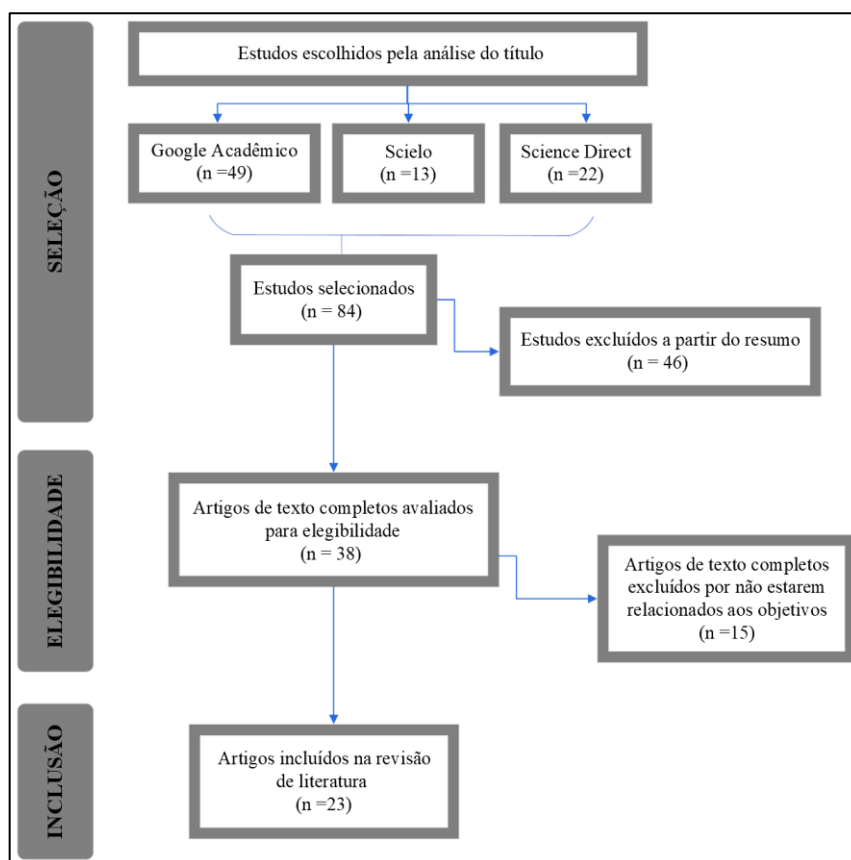 SELEÇÃO
Estudos escolhidos pela análise do título
Google Acadêmico
(n =49)
Scielo
(n =13)
Science Direct
(n =22)
Estudos selecionados
(n = 84)
Estudos excluídos a partir do resumo
(n = 46)
ELEGIBILIDADE
Artigos de texto completos avaliados
para elegibilidade
(n = 38)
Artigos de texto completos
excluídos por não estarem
relacionados aos objetivos
(n =15)
INCLUSÃO
Artigos incluídos na revisão
de literatura
(n =23)